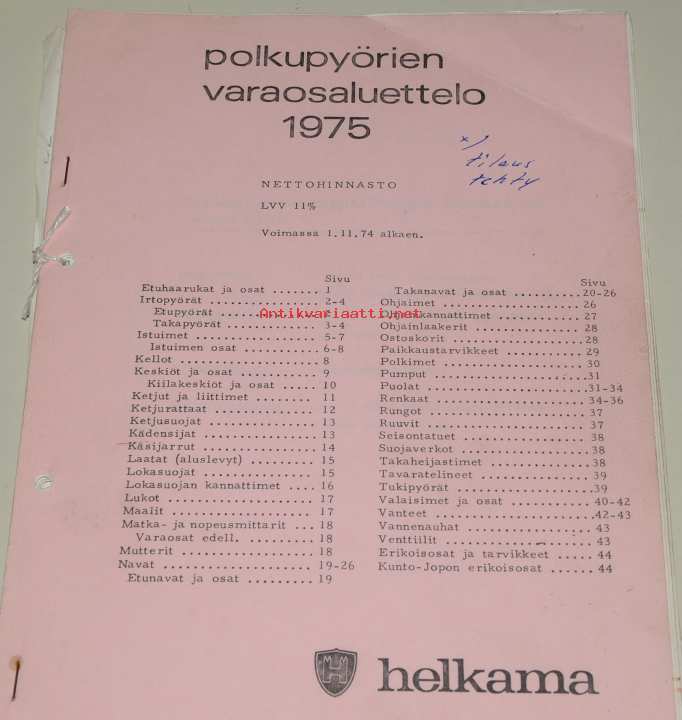 polkupyörien
varaosaluettelo
1975
x)
tilaus
tehty
NETTOHINNASTO
LVV 11%
Voimassa 1.11.74 alkaen.
Sivu
Etuhaarukat ja osat ....... 1
Irtopyörät ................ 2-4
Etupyörät ................
Takapyörät ............... 3-4
Istuimet .................. 5-7
Istuimen osat ............ 6-8
Kellot .................... 8
Keskiöt ja osat ........... 9
Kiilakeskiöt ja osat ..... 10
Ketjut ja liittimet ....... 11
Ketjurattaat .............. 12
Ketjusuojat ............... 13
Kädensijat ................ 13
Käsijarrut ................ 14
Laatat (aluslevyt) ........ 15
Lokasuojat ................ 15
Lokasuojan kannattimet .... 16
Lukot ..................... 17
Maalit .................... 17
Matka- ja nopeusmittarit .. 18
Varaosat edell. .......... 18
Mutterit .................. 18
Navat ..................... 19-26
Etunavat ja osat ......... 19
Sivu
Takanavat ja osat ......... 20-26
Ohjaimet .................. 26
Ohjainkannattimet ......... 27
Ohjainlaakerit ............ 28
Ostoskorit ................ 28
Paikkaustarvikkeet ........ 29
Polkimet .................. 30
Pumput .................... 31
Puolat .................... 31-34
Renkaat ................... 34-36
Rungot .................... 37
Ruuvit .................... 37
Seisontatuet .............. 38
Suojaverkot ............... 38
Takaheijastimet ........... 38
Tavaratelineet ............ 39
Tukipyörät ................ 39
Valaisimet ja osat ........ 40-42
Vanteet ................... 42-43
Vannenauhat ............... 43
Venttiilit ................ 43
Erikoisosat ja tarvikkeet . 44
Kunto-Jopon erikoisosat ... 44
Antikvariaatti.net
helkama